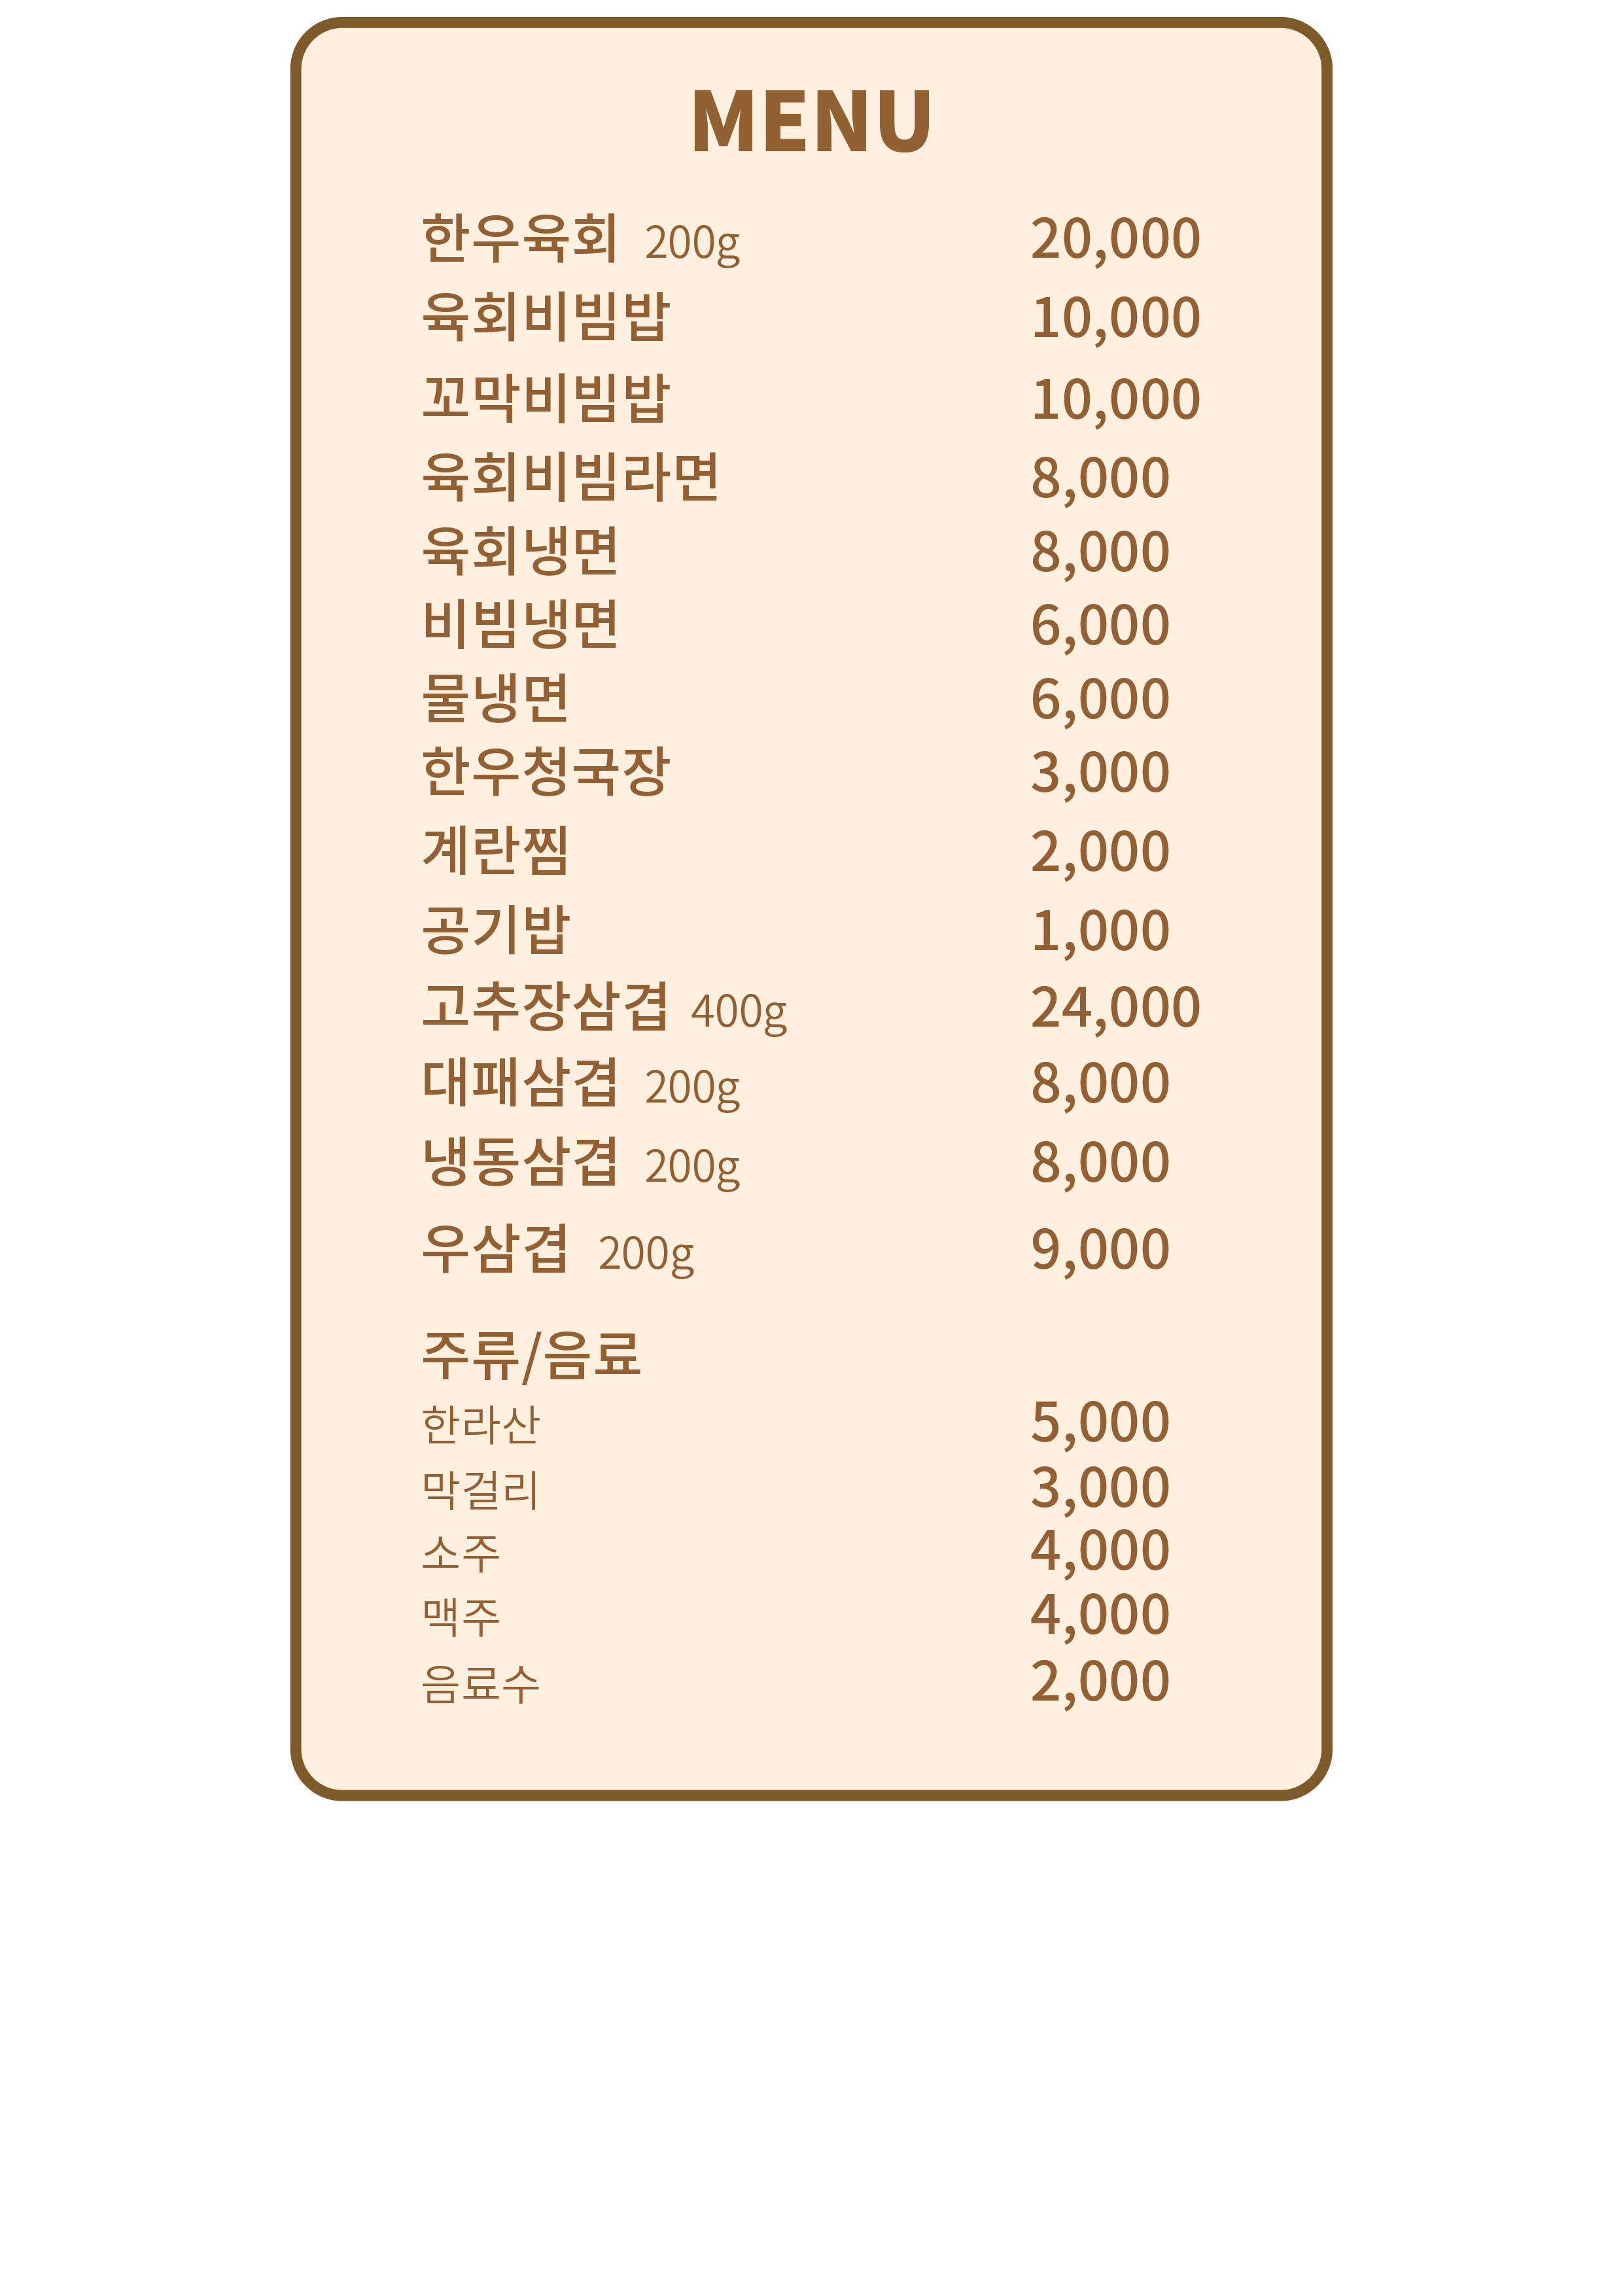 MENU
한우육회 200g 20,000
육회비빔밥 10,000
꼬막비빔밥 10,000
육회비빔라면 8,000
육회냉면 8,000
비빔냉면 6,000
물냉면 6,000
한우청국장 3,000
계란찜 2,000
공기밥 1,000
고추장삼겹 400g 24,000
대패삼겹 200g 8,000
냉동삼겹 200g 8,000
우삼겹 200g 9,000
주류/음료
한라산 5,000
막걸리 3,000
소주 4,000
맥주 4,000
음료수 2,000